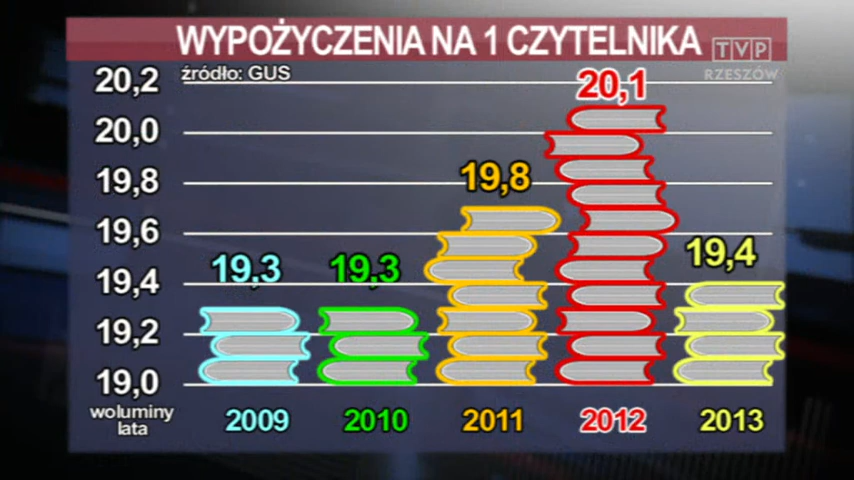 WYPOŻYCZENIA NA 1 CZYTELNIKA
TVP
RZESZÓW
źródło: GUS
20,2
20,0
19,8
19,6
19,4
19,2
19,0
19,3
19,3
19,8
20,1
19,4
woluminy
lata
2009
2010
2011
2012
2013